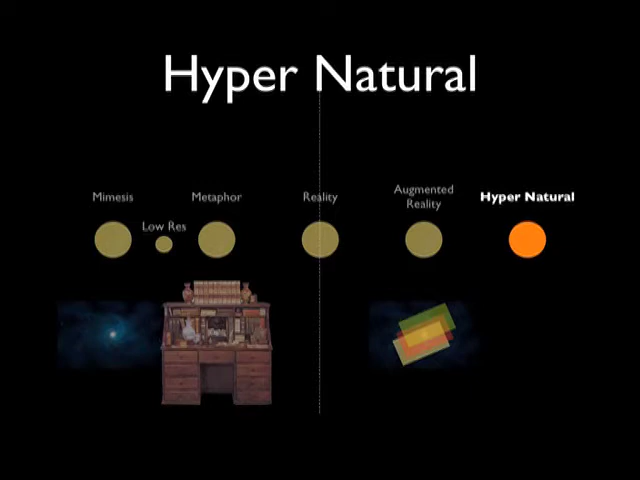 Hyper Natural
Mimesis
Low Res
Metaphor
Reality
Augmented
Reality
Hyper Natural